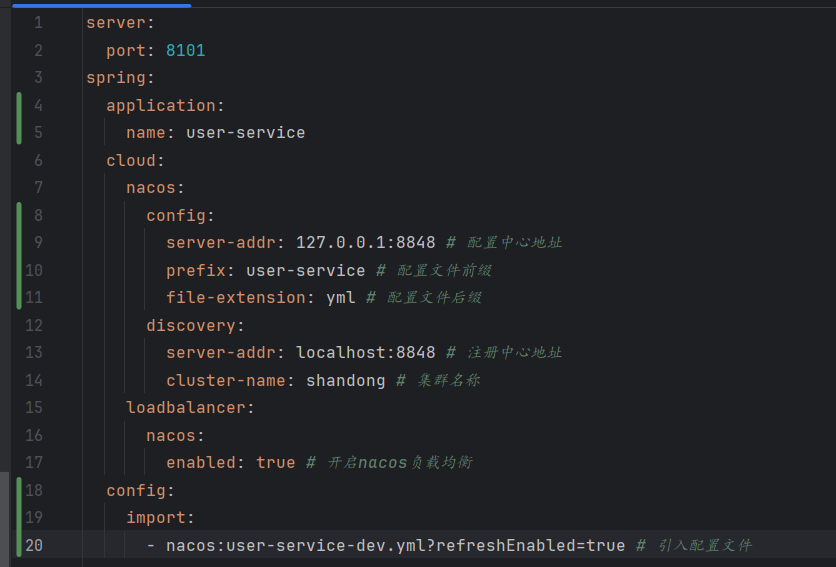 1 server:
2 port: 8101
3 spring:
4 application:
5 name: user-service
6 cloud:
7 nacos:
8 config:
9 server-addr: 127.0.0.1:8848 # 配置中心地址
10 prefix: user-service # 配置文件前缀
11 file-extension: yml # 配置文件后缀
12 discovery:
13 server-addr: localhost:8848 # 注册中心地址
14 cluster-name: shandong # 集群名称
15 loadbalancer:
16 nacos:
17 enabled: true # 开启nacos负载均衡
18 config:
19 import:
20 - nacos:user-service-dev.yml?refreshEnabled=true # 引入配置文件